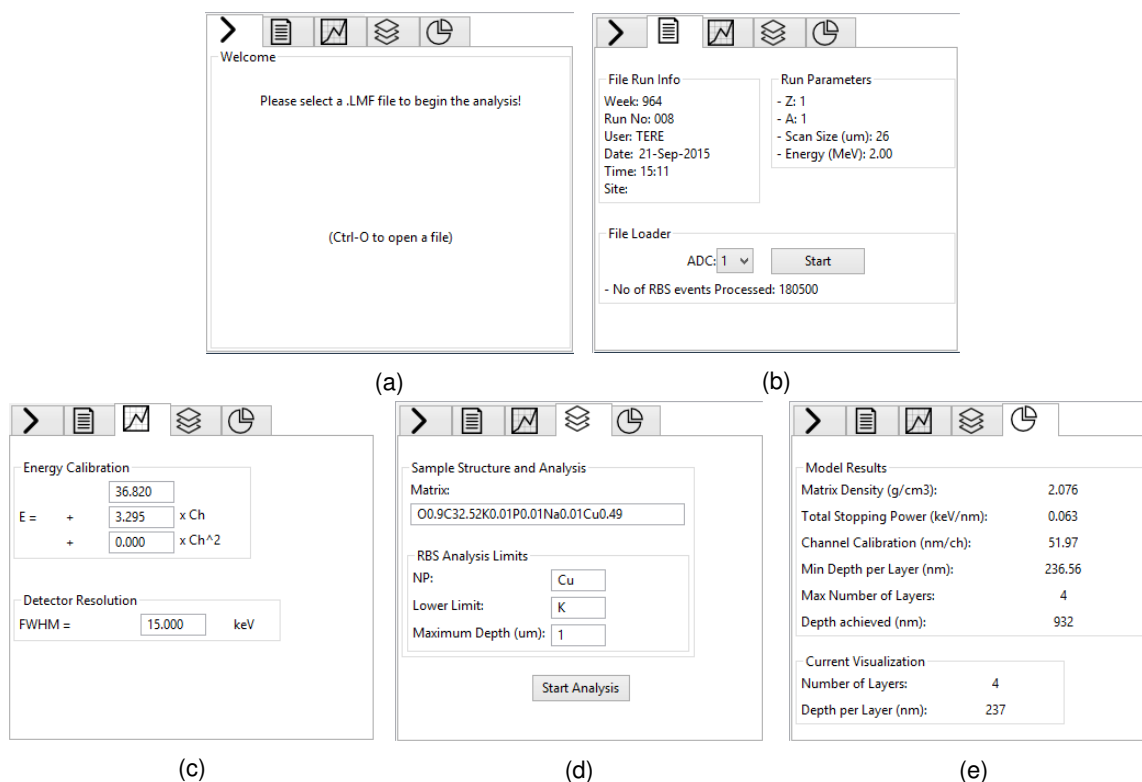 Welcome
Please select a .LMF file to begin the analysis!
(Ctrl-O to open a file)
(a)
File Run Info
Week: 964
Run No: 008
User: TERE
Date: 21-Sep-2015
Time: 15:11
Site:
Run Parameters
- Z: 1
- A: 1
- Scan Size (um): 26
- Energy (MeV): 2.00
File Loader
ADC: 1 Start
- No of RBS events Processed: 180500
(b)
Energy Calibration
36.820
E = + 3.295 x Ch
+ 0.000 x Ch^2
Detector Resolution
FWHM = 15.000 keV
(c)
Sample Structure and Analysis
Matrix:
O0.9C32.52K0.01P0.01Na0.01Cu0.49
RBS Analysis Limits
NP: Cu
Lower Limit: K
Maximum Depth (um): 1
Start Analysis
(d)
Model Results
Matrix Density (g/cm3): 2.076
Total Stopping Power (keV/nm): 0.063
Channel Calibration (nm/ch): 51.97
Min Depth per Layer (nm): 236.56
Max Number of Layers: 4
Depth achieved (nm): 932
Current Visualization
Number of Layers: 4
Depth per Layer (nm): 237
(e)